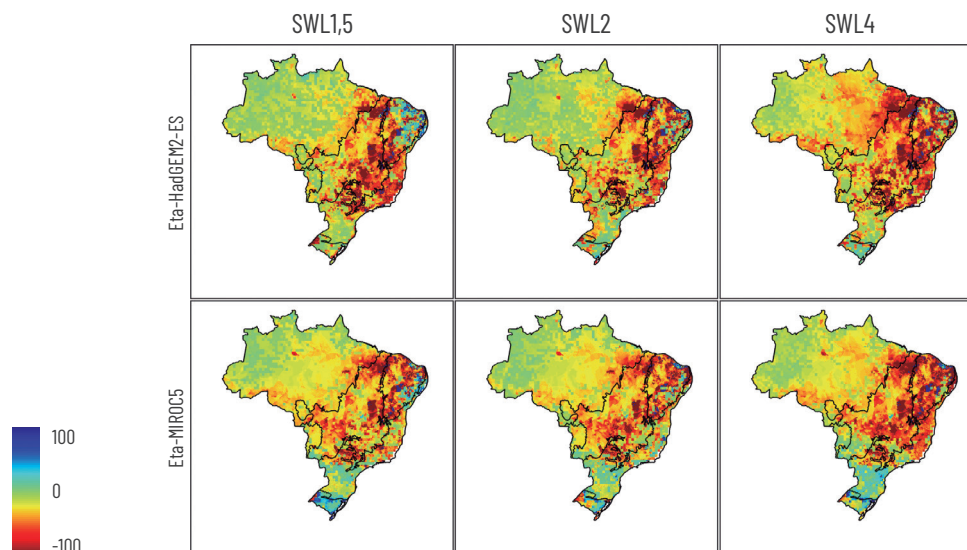 SWL1,5
SWL2
SWL4
Eta-HadGEM2-ES
Eta-MIROC5
100
0
-100